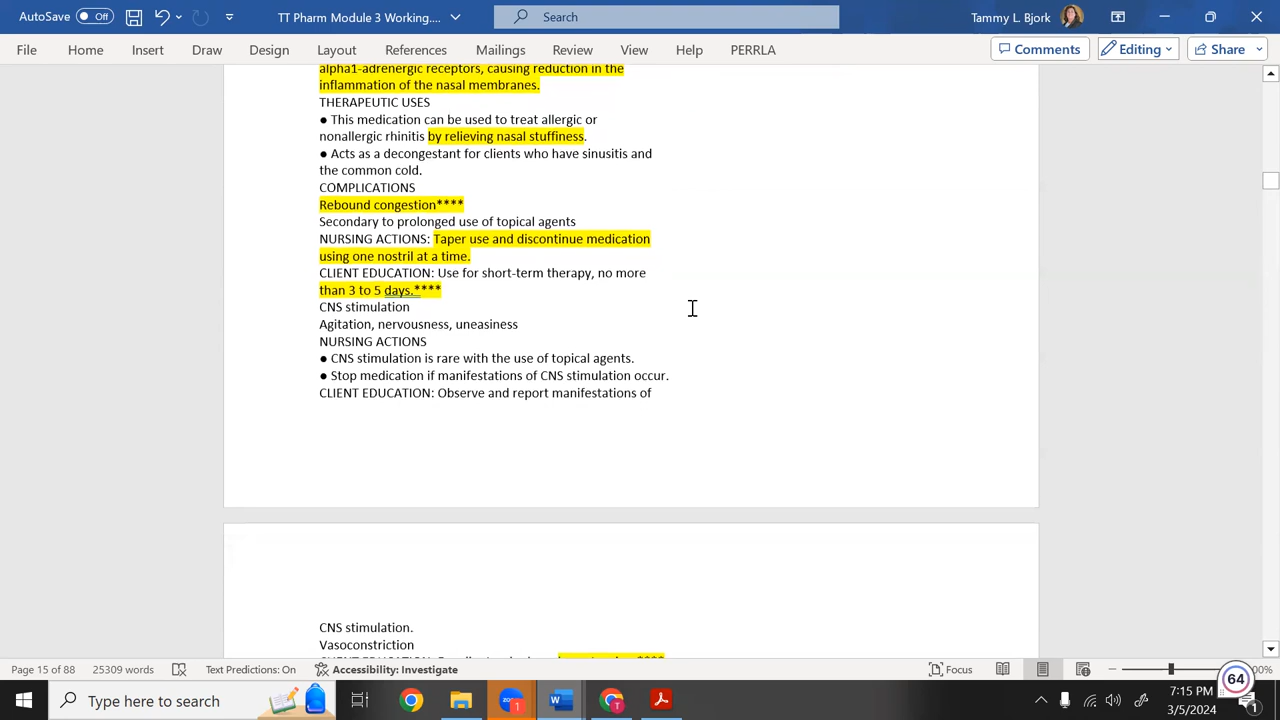 AutoSave Off TT Pharm Module 3 Working.... Search Tammy L. Bjork
File Home Insert Draw Design Layout References Mailings Review View Help PERRLA Comments Editing Share
alpha1-adrenergic receptors, causing reduction in the
inflammation of the nasal membranes.
THERAPEUTIC USES
● This medication can be used to treat allergic or
nonallergic rhinitis by relieving nasal stuffiness.
● Acts as a decongestant for clients who have sinusitis and
the common cold.
COMPLICATIONS
Rebound congestion****
Secondary to prolonged use of topical agents
NURSING ACTIONS: Taper use and discontinue medication
using one nostril at a time.
CLIENT EDUCATION: Use for short-term therapy, no more
than 3 to 5 days.****
CNS stimulation
Agitation, nervousness, uneasiness
NURSING ACTIONS
● CNS stimulation is rare with the use of topical agents.
● Stop medication if manifestations of CNS stimulation occur.
CLIENT EDUCATION: Observe and report manifestations of
CNS stimulation.
Vasoconstriction
Page 15 of 88 25309 words Text Predictions: On Accessibility: Investigate Focus
64
Type here to search 1 T 7:15 PM
3/5/2024 1